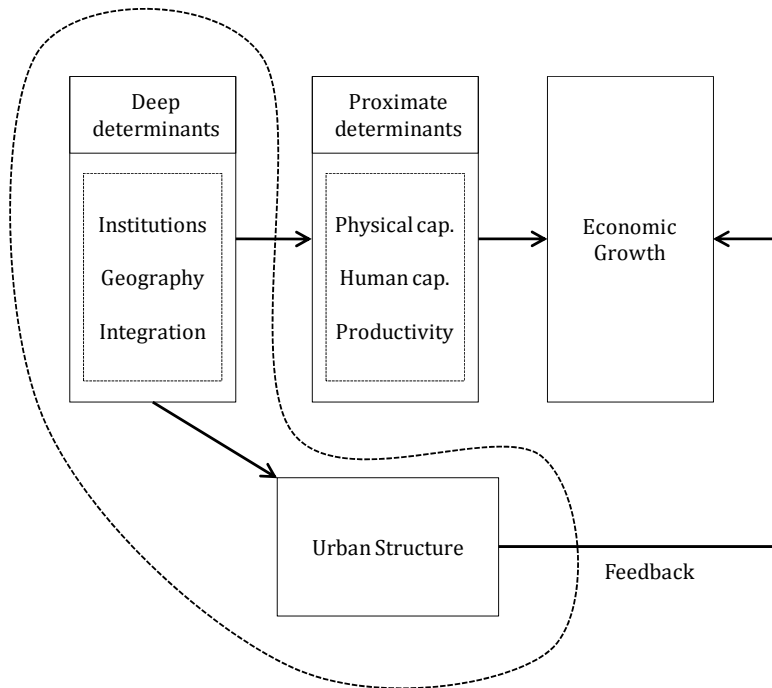 Deep
determinants
Institutions
Geography
Integration
Proximate
determinants
Physical cap.
Human cap.
Productivity
Economic
Growth
Urban Structure
Feedback